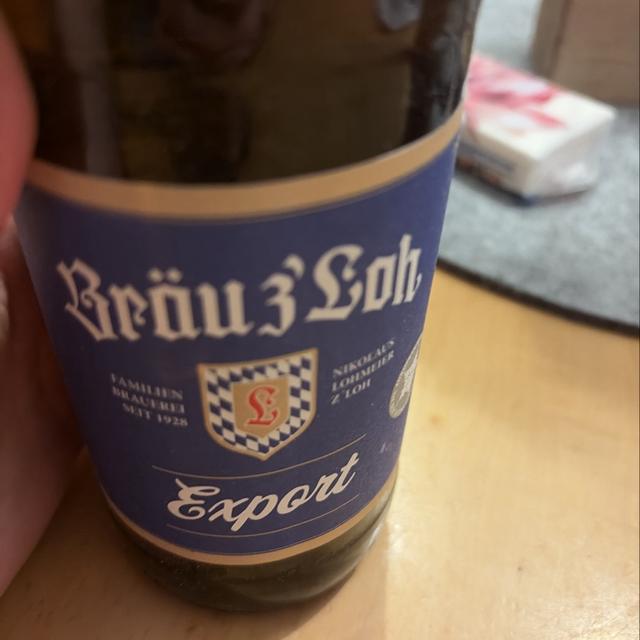 Bräu z'Loh
FAMILIEN
BRAUEREI
SEIT 1928
L
NIKOLAUS
LOHMEIER
Z'LOH
Export